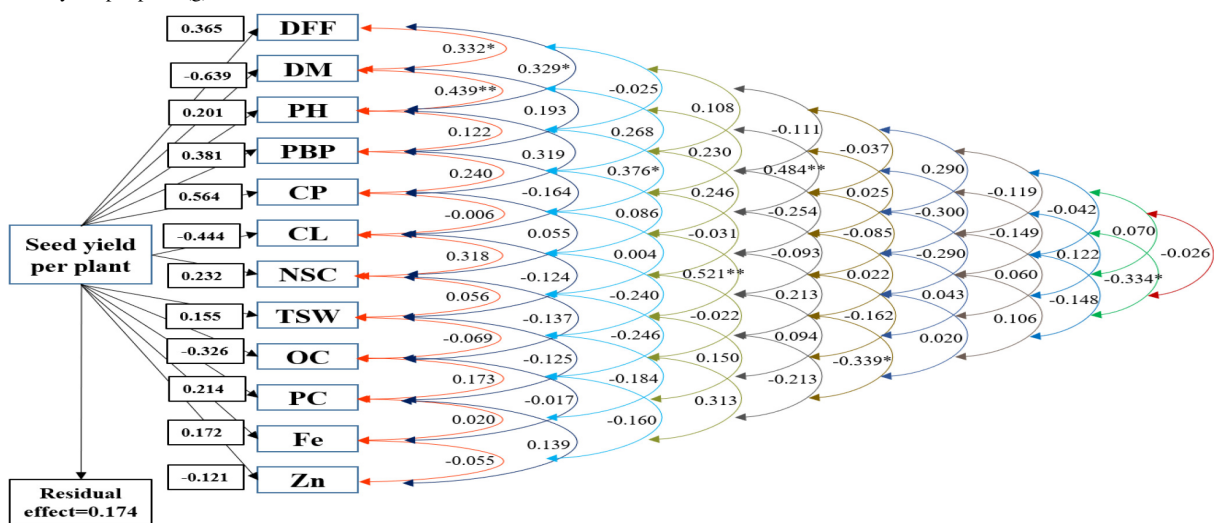 0.365 DFF
0.332*
-0.639 DM 0.329*
0.439** -0.025
0.201 PH 0.193 0.108
0.122 0.268 -0.111
0.381 PBP 0.319 0.230 -0.037
0.240 0.376* 0.484** 0.290
0.564 CP -0.164 0.246 0.025 -0.119
-0.006 0.086 -0.254 -0.300 -0.042
-0.444 CL 0.055 -0.031 -0.085 -0.149 0.070
Seed yield
per plant
0.318 0.004 -0.093 -0.290 0.122 -0.026
0.232 NSC -0.124 0.521** 0.022 0.060 -0.334*
0.056 -0.240 0.213 0.043 -0.148
0.155 TSW -0.137 -0.022 -0.162 0.106
-0.069 -0.246 0.094 0.020
-0.326 OC -0.125 0.150 -0.339*
0.173 -0.184 -0.213
0.214 PC -0.017 0.313
0.020 -0.160
0.172 Fe 0.139
-0.055
-0.121 Zn
Residual
effect=0.174